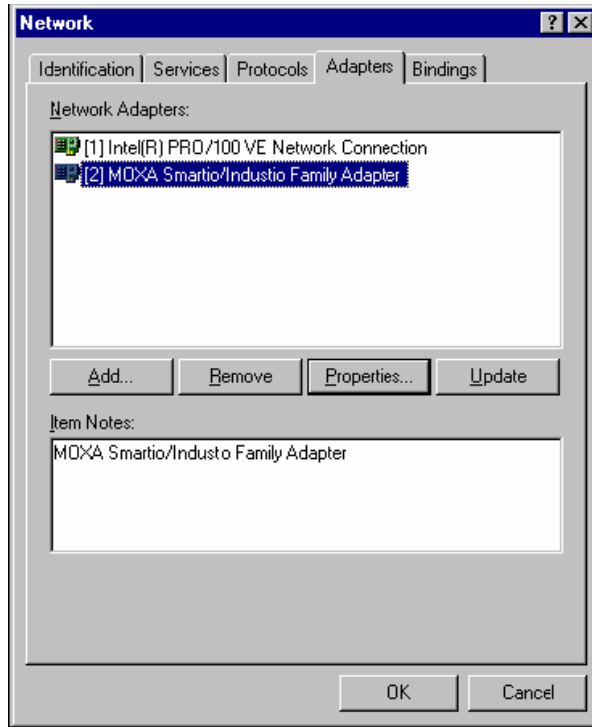 Network
Identification Services Protocols Adapters Bindings
Network Adapters:
[1] Intel(R) PRO/100 VE Network Connection
[2] MOXA Smartio/Industio Family Adapter
Add... Remove Properties... Update
Item Notes:
MOXA Smartio/Industo Family Adapter
OK Cancel